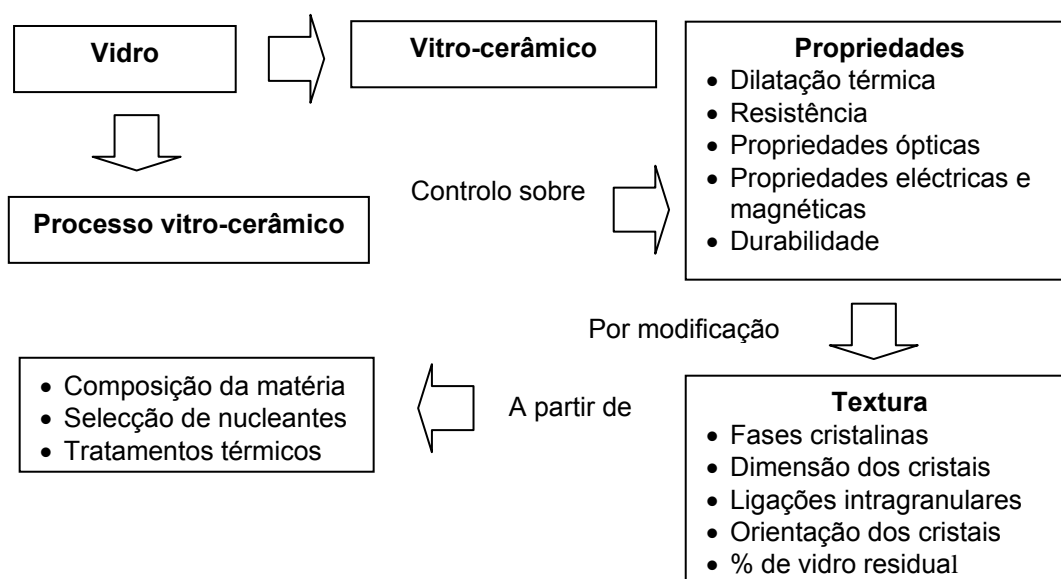 Vidro
Vitro-cerâmico
Propriedades
• Dilatação térmica
• Resistência
• Propriedades ópticas
• Propriedades eléctricas e
magnéticas
• Durabilidade
Processo vitro-cerâmico
Controlo sobre
Por modificação
• Composição da matéria
• Selecção de nucleantes
• Tratamentos térmicos
A partir de
Textura
• Fases cristalinas
• Dimensão dos cristais
• Ligações intragranulares
• Orientação dos cristais
• % de vidro residual